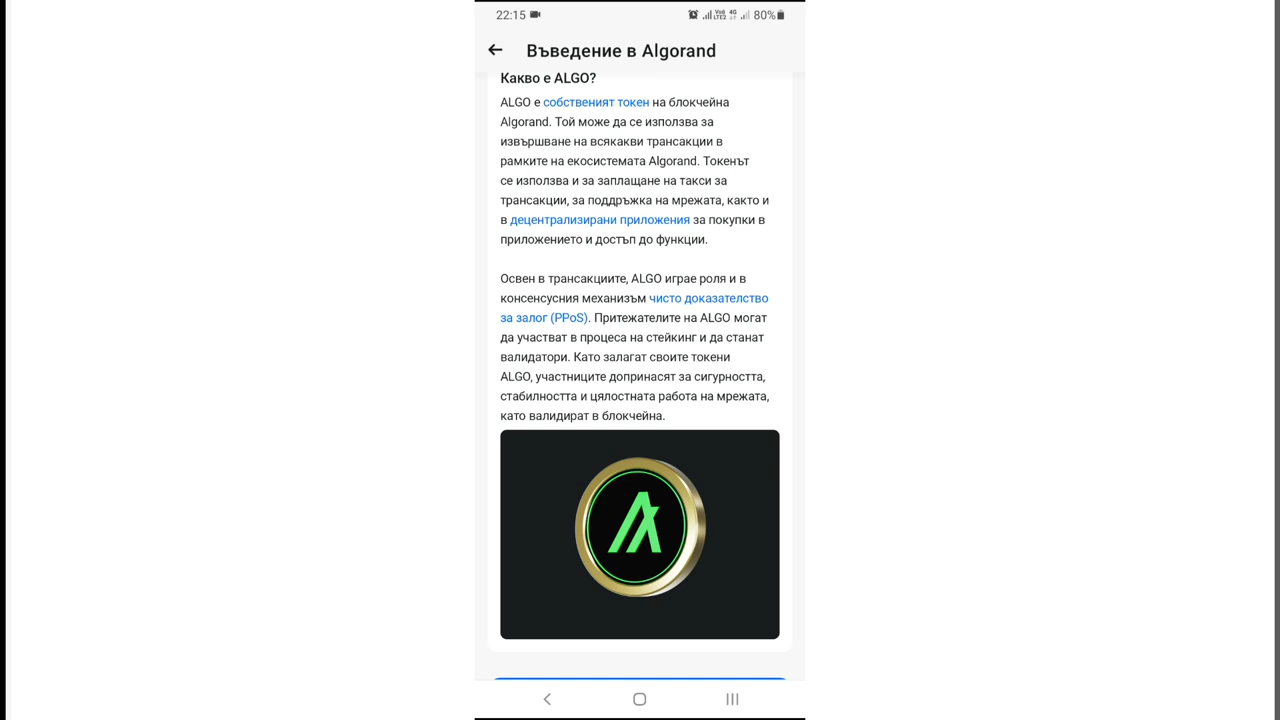 22:15
Vo8 4G
LTE2
80%
Въведение в Algorand
Какво е ALGO?
ALGO е собственият токен на блокчейна
Algorand. Той може да се използва за
извършване на всякакви трансакции в
рамките на екосистемата Algorand. Токенът
се използва и за заплащане на такси за
трансакции, за поддръжка на мрежата, както и
в децентрализирани приложения за покупки в
приложението и достъп до функции.
Освен в трансакциите, ALGO играе роля и в
консенсусния механизъм чисто доказателство
за залог (PPoS). Притежателите на ALGO могат
да участват в процеса на стейкинг и да станат
валидатори. Като залагат своите токени
ALGO, участниците допринасят за сигурността,
стабилността и цялостната работа на мрежата,
като валидират в блокчейна.